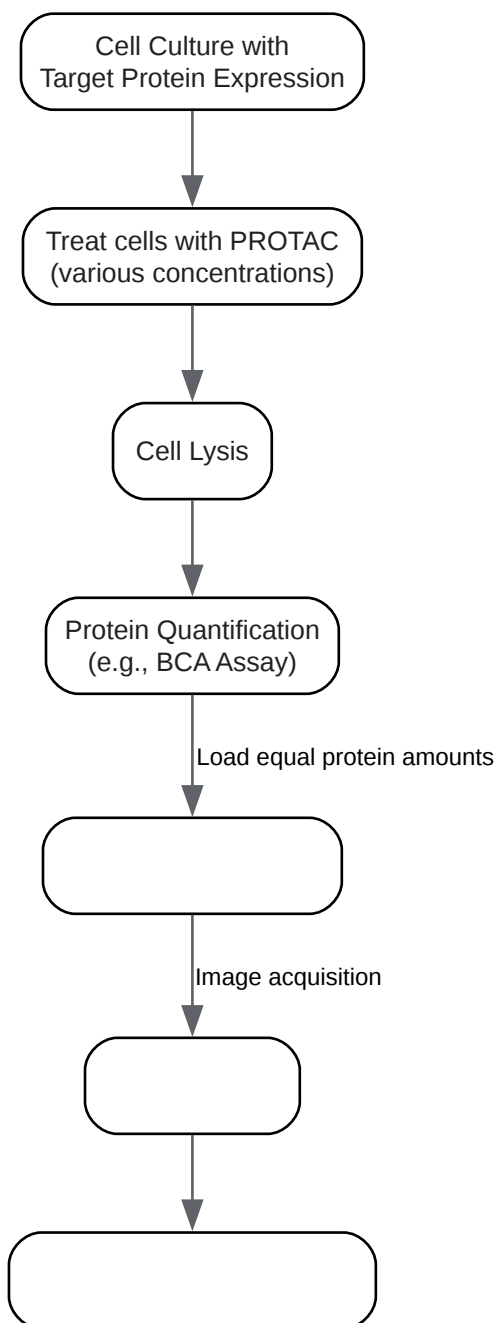 Cell Culture with
Target Protein Expression
Treat cells with PROTAC
(various concentrations)
Cell Lysis
Protein Quantification
(e.g., BCA Assay)
Load equal protein amounts
Image acquisition